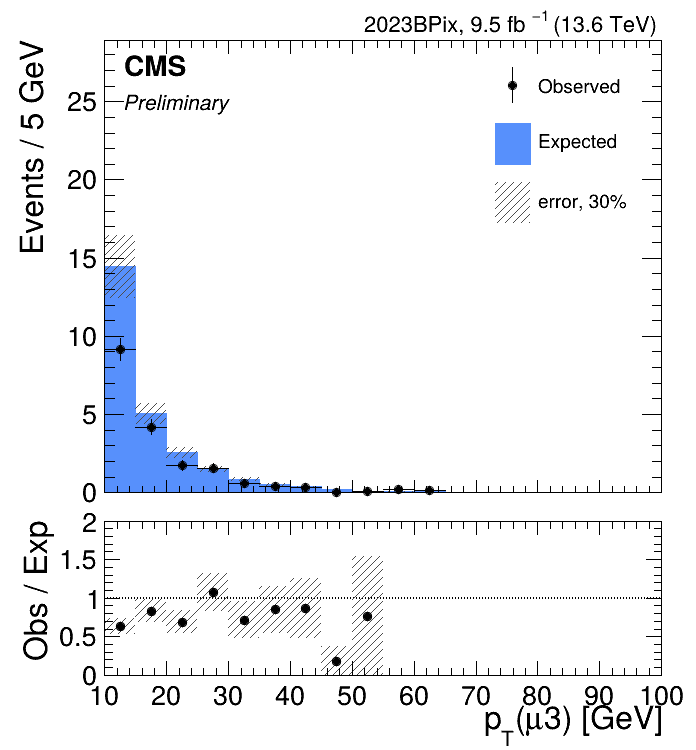 2023BPix, 9.5 fb⁻¹ (13.6 TeV)
CMS
Preliminary
Observed
Expected
error, 30%
Events / 5 GeV
25
20
15
10
5
0
Obs / Exp
2
1.5
1
0.5
0
10 20 30 40 50 60 70 80 90 100
p_T(μ3) [GeV]